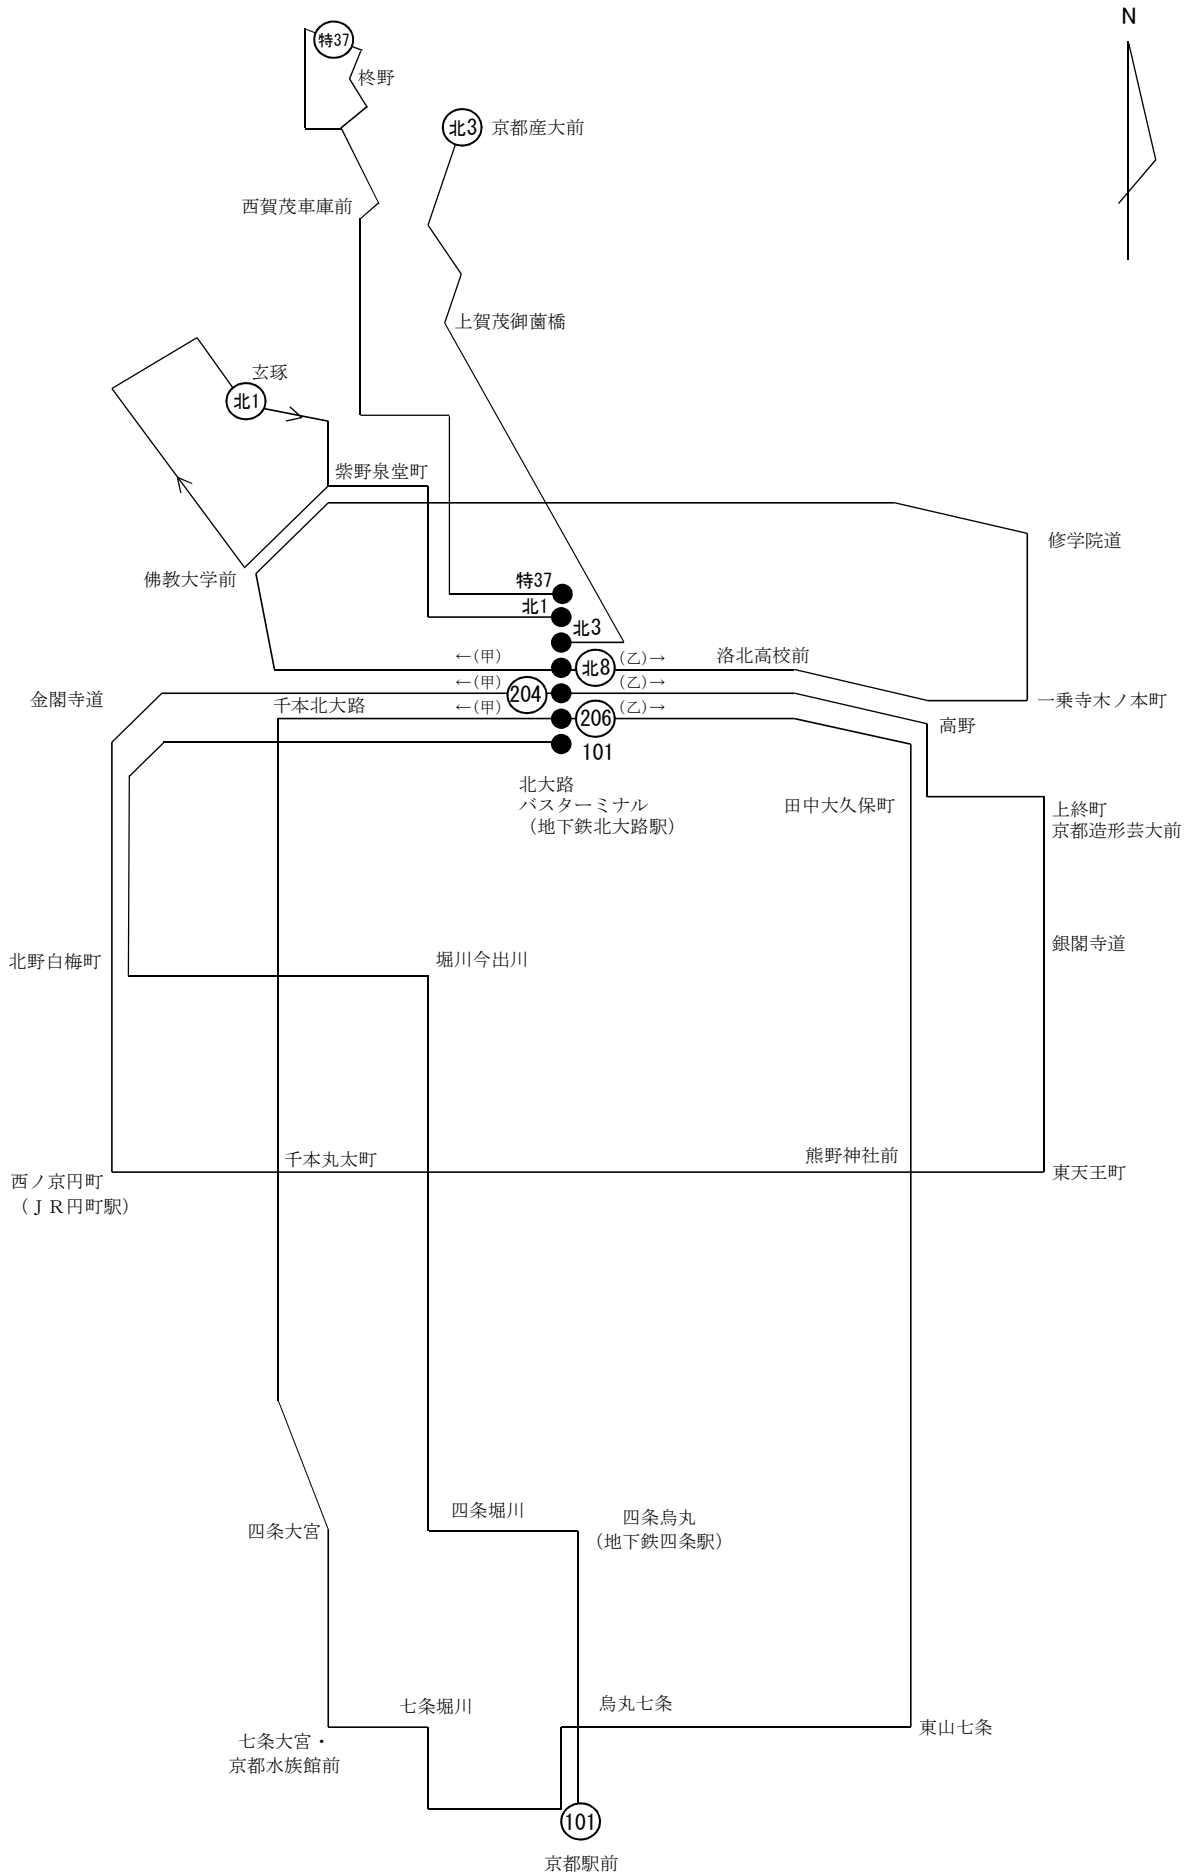 N
特37
柊野
北3
京都産大前
西賀茂車庫前
上賀茂御薗橋
玄琢
北1
紫野泉堂町
修学院道
佛教大学前
特37
北1
北3
←(甲)
北8
(乙)→
洛北高校前
←(甲)
204
(乙)→
金閣寺道
一乗寺木ノ本町
千本北大路
←(甲)
206
(乙)→
高野
101
北大路
バスターミナル
（地下鉄北大路駅）
田中大久保町
上終町
京都造形芸大前
銀閣寺道
北野白梅町
堀川今出川
千本丸太町
熊野神社前
東天王町
西ノ京円町
（ＪＲ円町駅）
四条堀川
四条烏丸
（地下鉄四条駅）
四条大宮
七条堀川
烏丸七条
東山七条
七条大宮・
京都水族館前
101
京都駅前